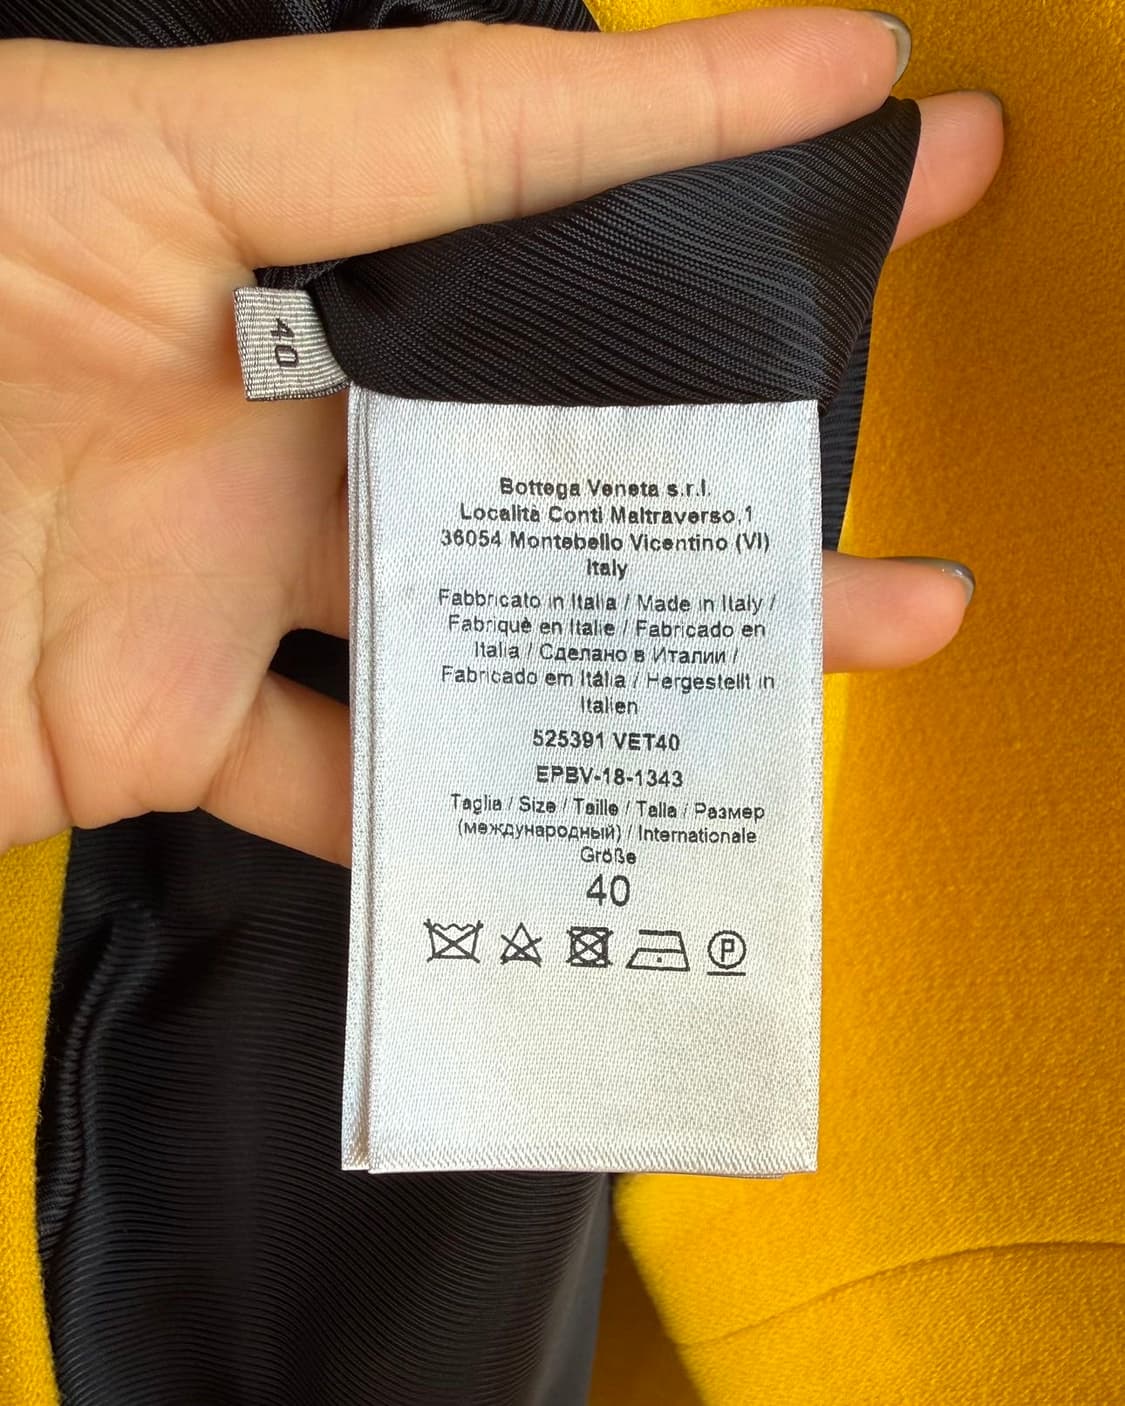 40
Bottega Veneta s.r.l.
Località Conti Maltraverso,1
36054 Montebello Vicentino (VI)
Italy
Fabbricato in Italia / Made in Italy /
Fabriqué en Italie / Fabricado en
Italia / Сделано в Италии /
Fabricado em Itália / Hergestellt in
Italien
525391 VET40
EPBV-18-1343
Taglia / Size / Taille / Talla / Размер
(международный) / Internationale
Größe
40
P